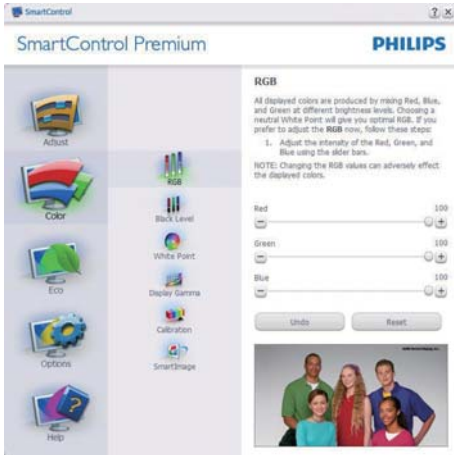 SmartControl
? x
SmartControl Premium
PHILIPS
Adjust
Color
Eco
Options
Help
RGB
Black Level
White Point
Display Gamma
Calibration
SmartImage
RGB
All displayed colors are produced by mixing Red, Blue,
and Green at different brightness levels. Choosing a
neutral White Point will give you optimal RGB. If you
prefer to adjust the RGB now, follow these steps:
1. Adjust the intensity of the Red, Green, and
Blue using the slider bars.
NOTE: Changing the RGB values can adversely effect
the displayed colors.
Red 100
Green 100
Blue 100
Undo Reset